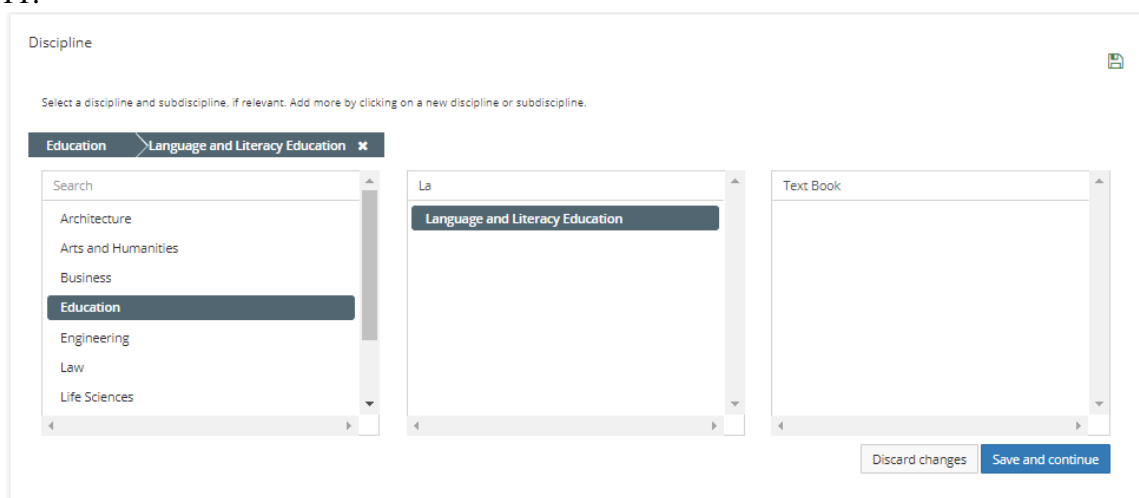 Discipline
Select a discipline and subdiscipline, if relevant. Add more by clicking on a new discipline or subdiscipline.
Education Language and Literacy Education ✖
Search
Architecture
Arts and Humanities
Business
Education
Engineering
Law
Life Sciences
La
Language and Literacy Education
Text Book
Discard changes Save and continue